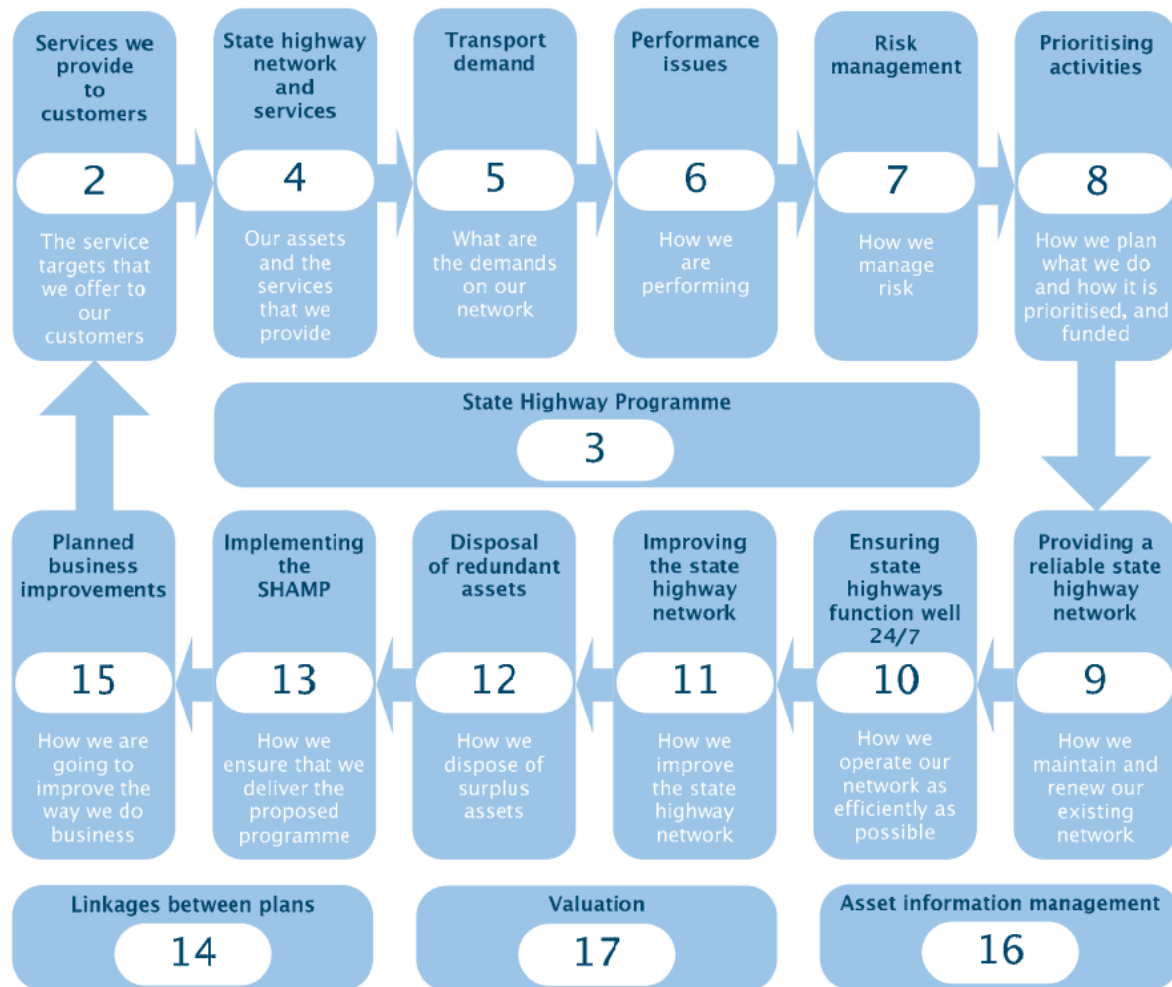 Services we
provide
to
customers
2
The service
targets that
we offer to
our
customers
State highway
network
and
services
4
Our assets
and the
services
that we
provide
Transport
demand
5
What are
the demands
on our
network
Performance
issues
6
How we
are
performing
Risk
management
7
How we
manage
risk
Prioritising
activities
8
How we plan
what we do
and how it is
prioritised, and
funded
State Highway Programme
3
Planned
business
improvements
15
How we are
going to
improve the
way we do
business
Implementing
the
SHAMP
13
How we
ensure that we
deliver the
proposed
programme
Disposal
of redundant
assets
12
How we
dispose of
surplus
assets
Improving
the state
highway
network
11
How we
improve
the state
highway
network
Ensuring
state
highways
function well
24/7
10
How we
operate our
network as
efficiently as
possible
Providing a
reliable state
highway
network
9
How we
maintain and
renew our
existing
network
Linkages between plans
14
Valuation
17
Asset information management
16